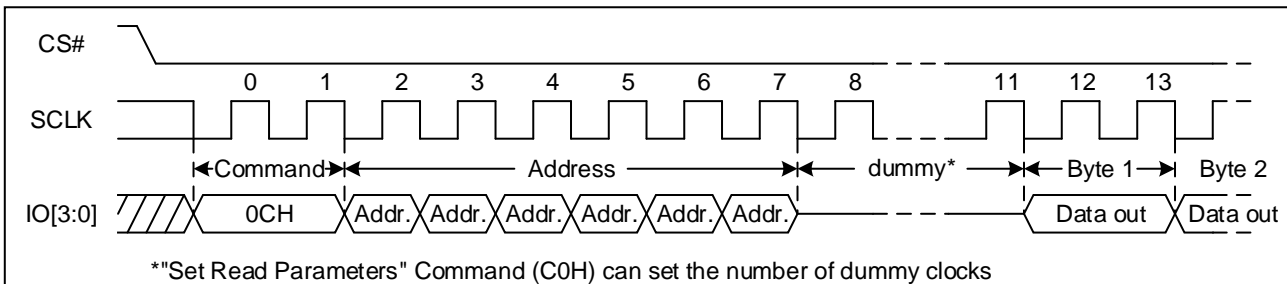 CS#
0 1 2 3 4 5 6 7 8 11 12 13
SCLK
Command Address dummy* Byte 1 Byte 2
IO[3:0] 0CH Addr. Addr. Addr. Addr. Addr. Addr. Data out Data out
*"Set Read Parameters" Command (C0H) can set the number of dummy clocks